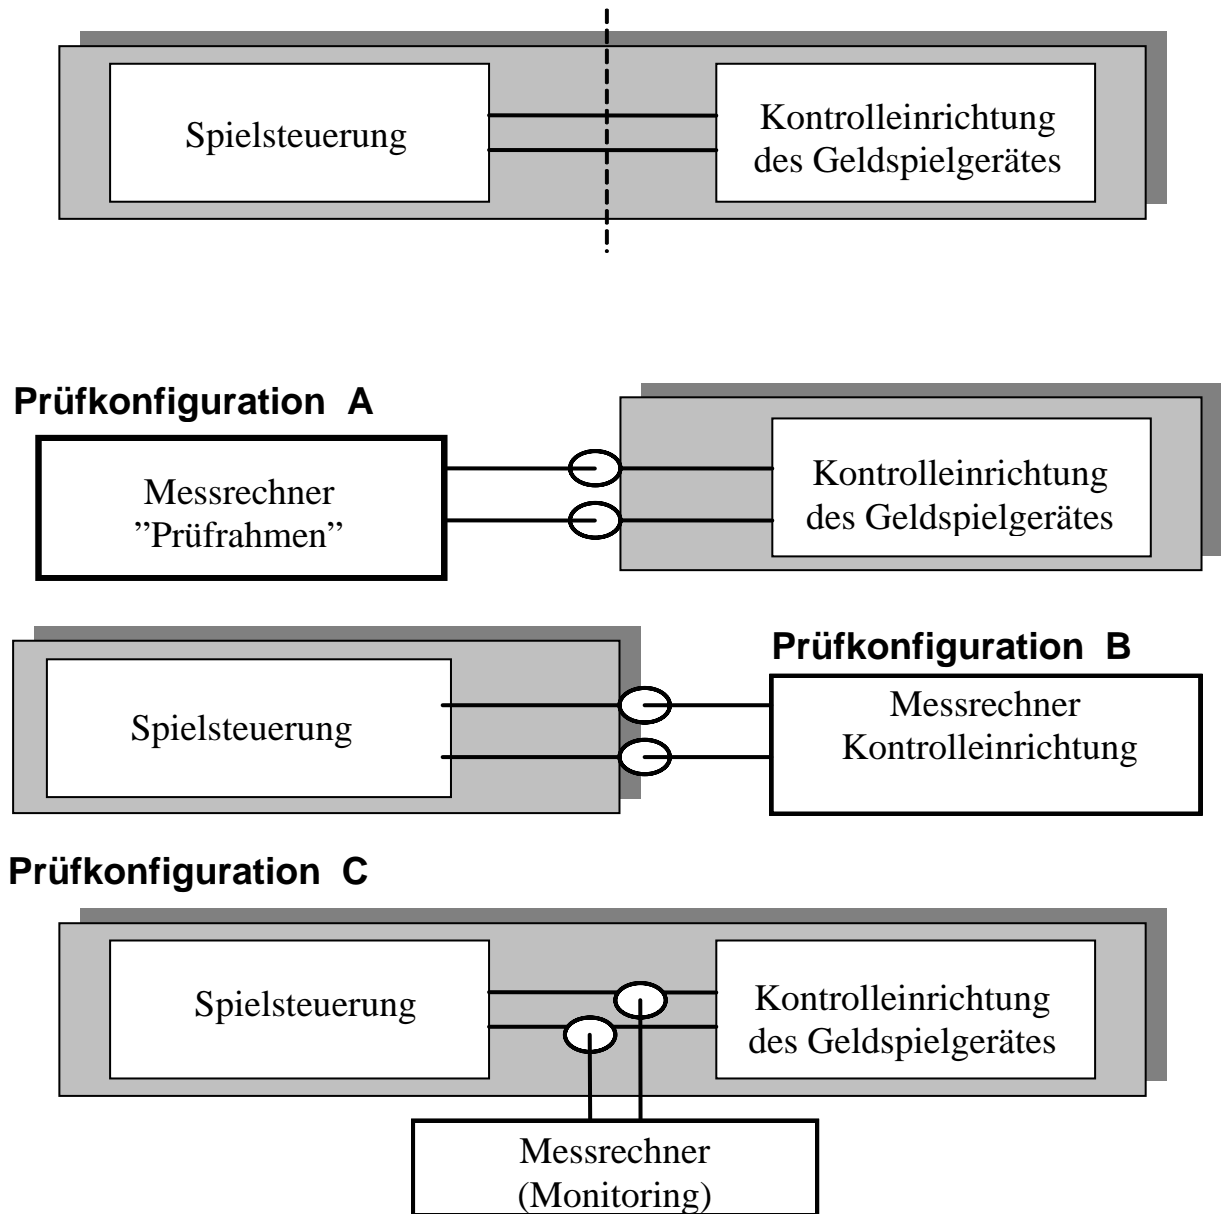 Spielsteuerung
Kontrolleinrichtung
des Geldspielgerätes
Prüfkonfiguration A
Messrechner
”Prüfrahmen”
Kontrolleinrichtung
des Geldspielgerätes
Spielsteuerung
Prüfkonfiguration B
Messrechner
Kontrolleinrichtung
Prüfkonfiguration C
Spielsteuerung
Kontrolleinrichtung
des Geldspielgerätes
Messrechner
(Monitoring)